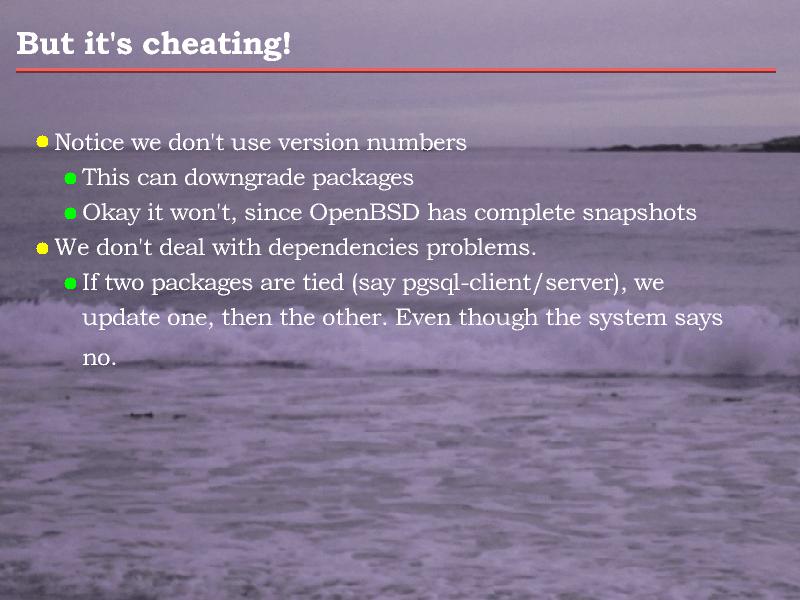 But it's cheating!
Notice we don't use version numbers
This can downgrade packages
Okay it won't, since OpenBSD has complete snapshots
We don't deal with dependencies problems.
If two packages are tied (say pgsql-client/server), we
update one, then the other. Even though the system says
no.